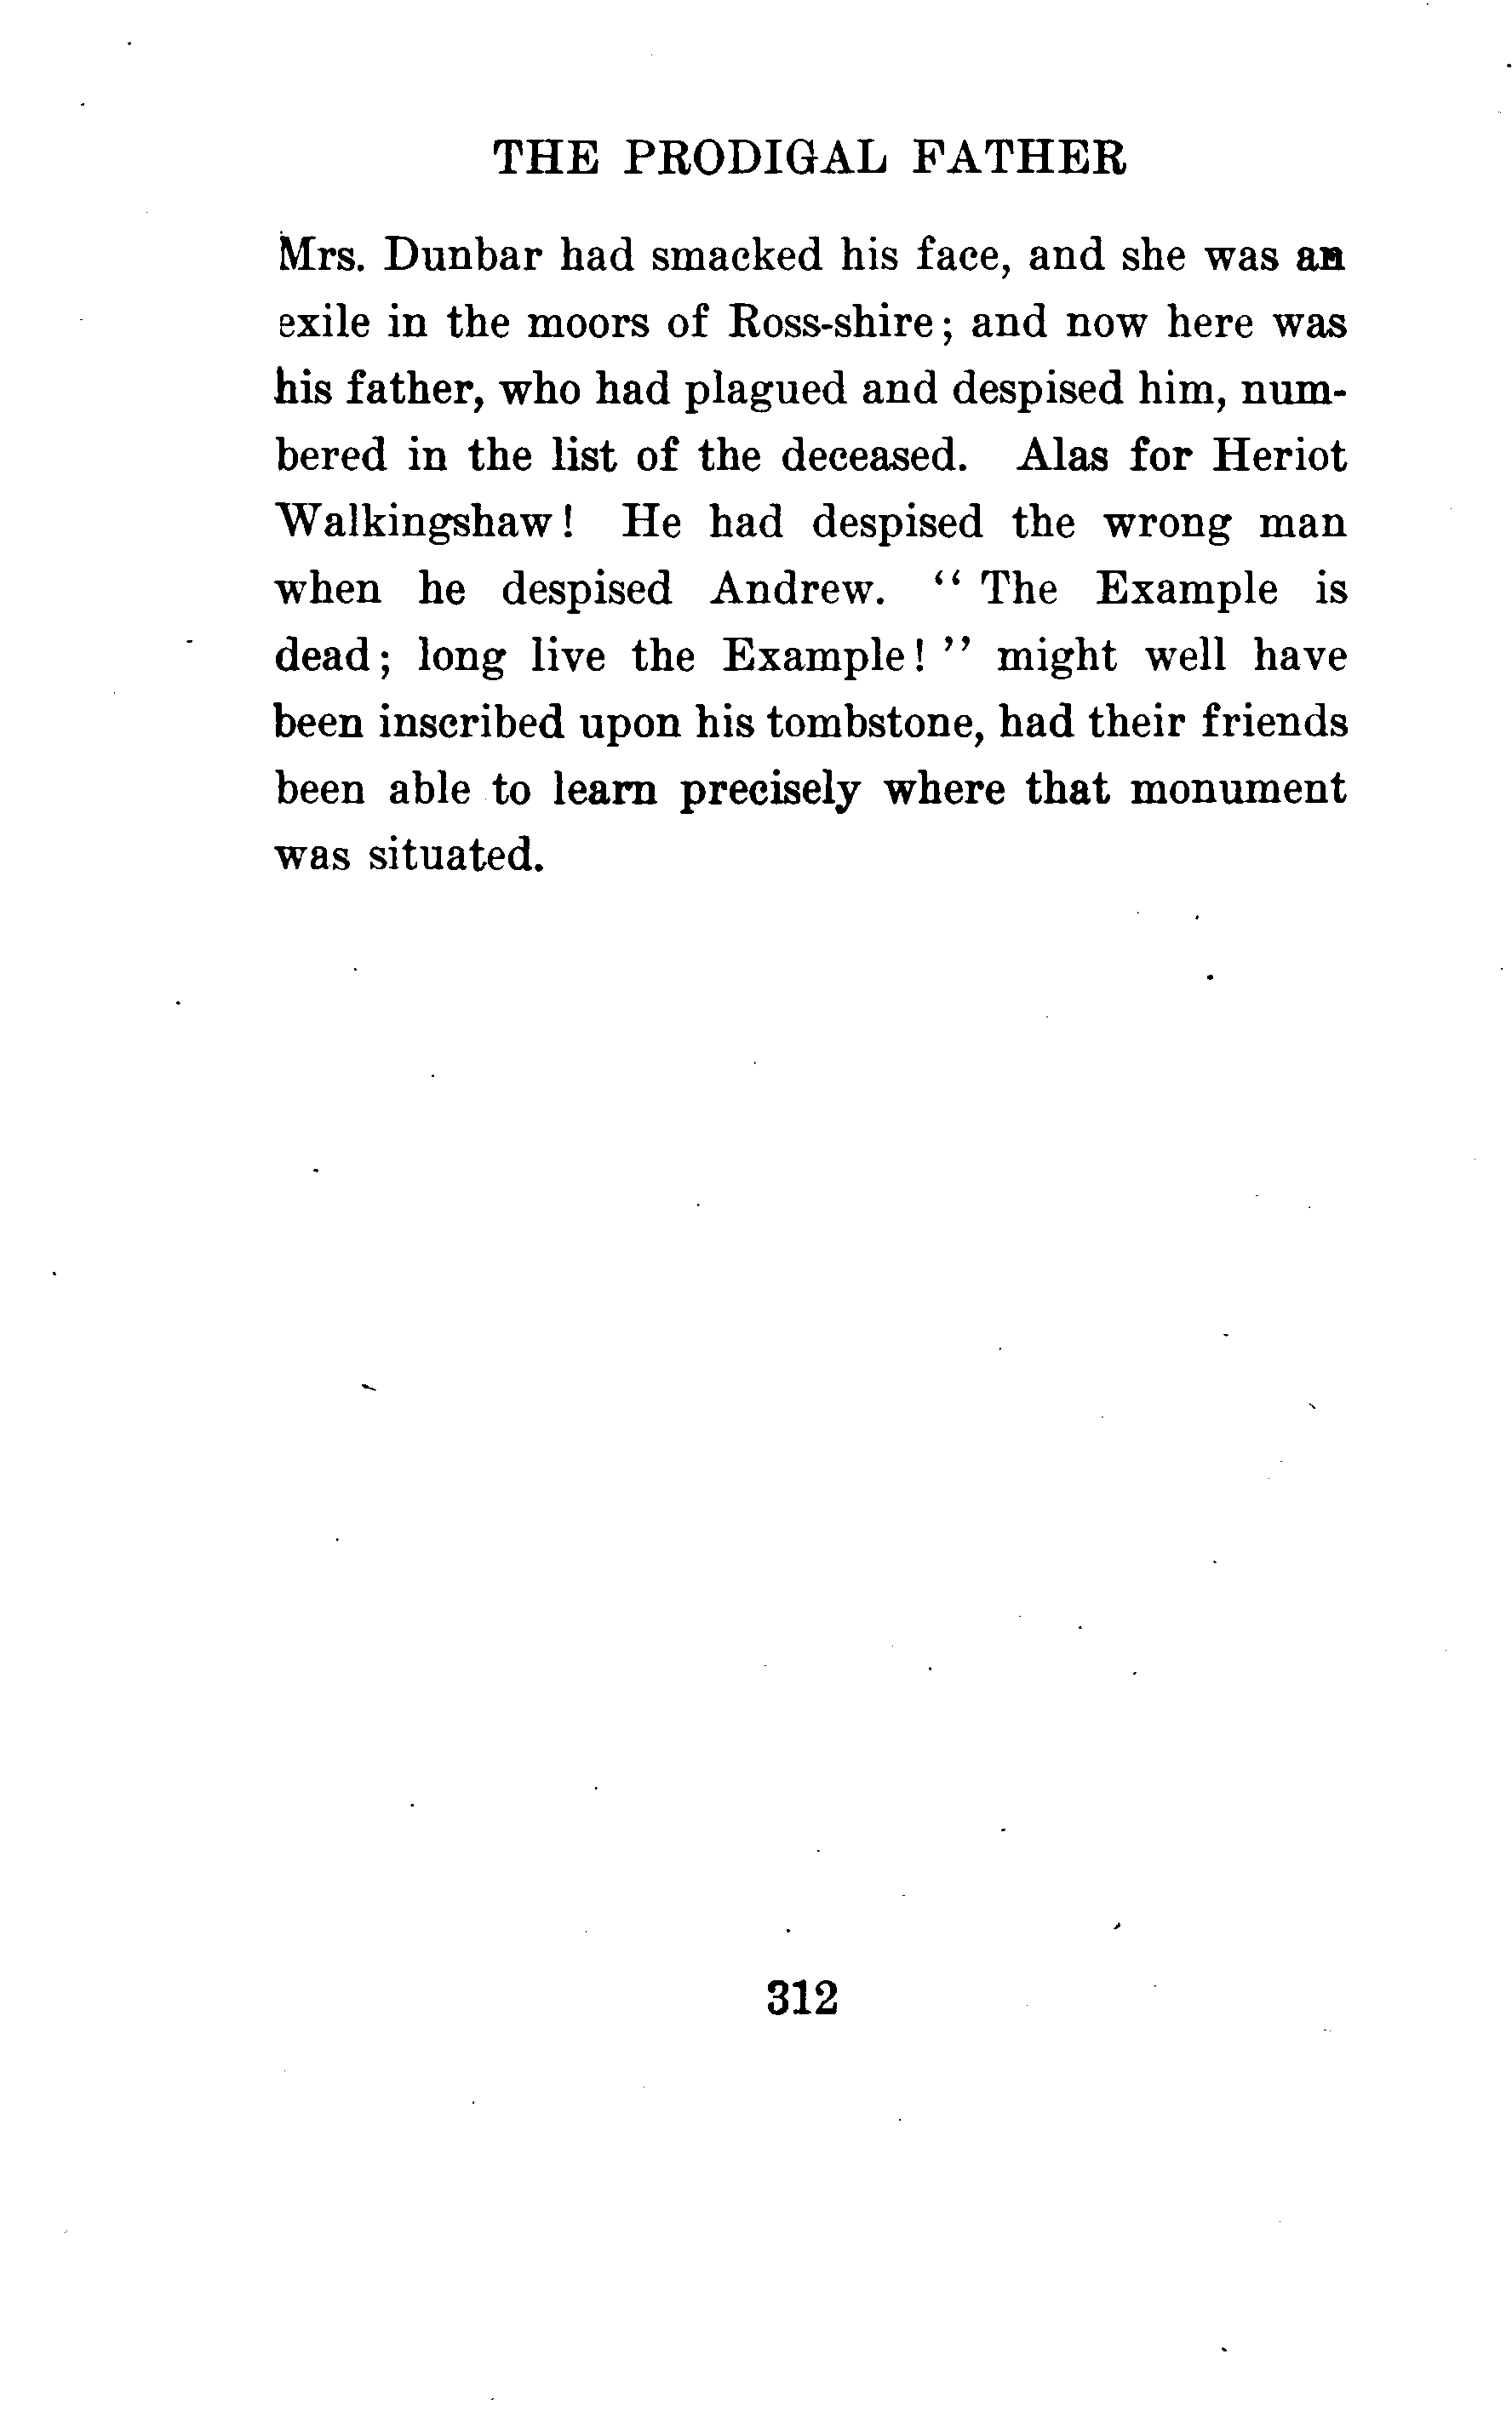 THE PRODIGAL FATHER
Mrs. Dunbar had smacked his face, and she was an
exile in the moors of Ross-shire; and now here was
his father, who had plagued and despised him, num-
bered in the list of the deceased. Alas for Heriot
Walkingshaw! He had despised the wrong man
when he despised Andrew. “ The Example is
dead; long live the Example! ” might well have
been inscribed upon his tombstone, had their friends
been able to learn precisely where that monument
was situated.
312